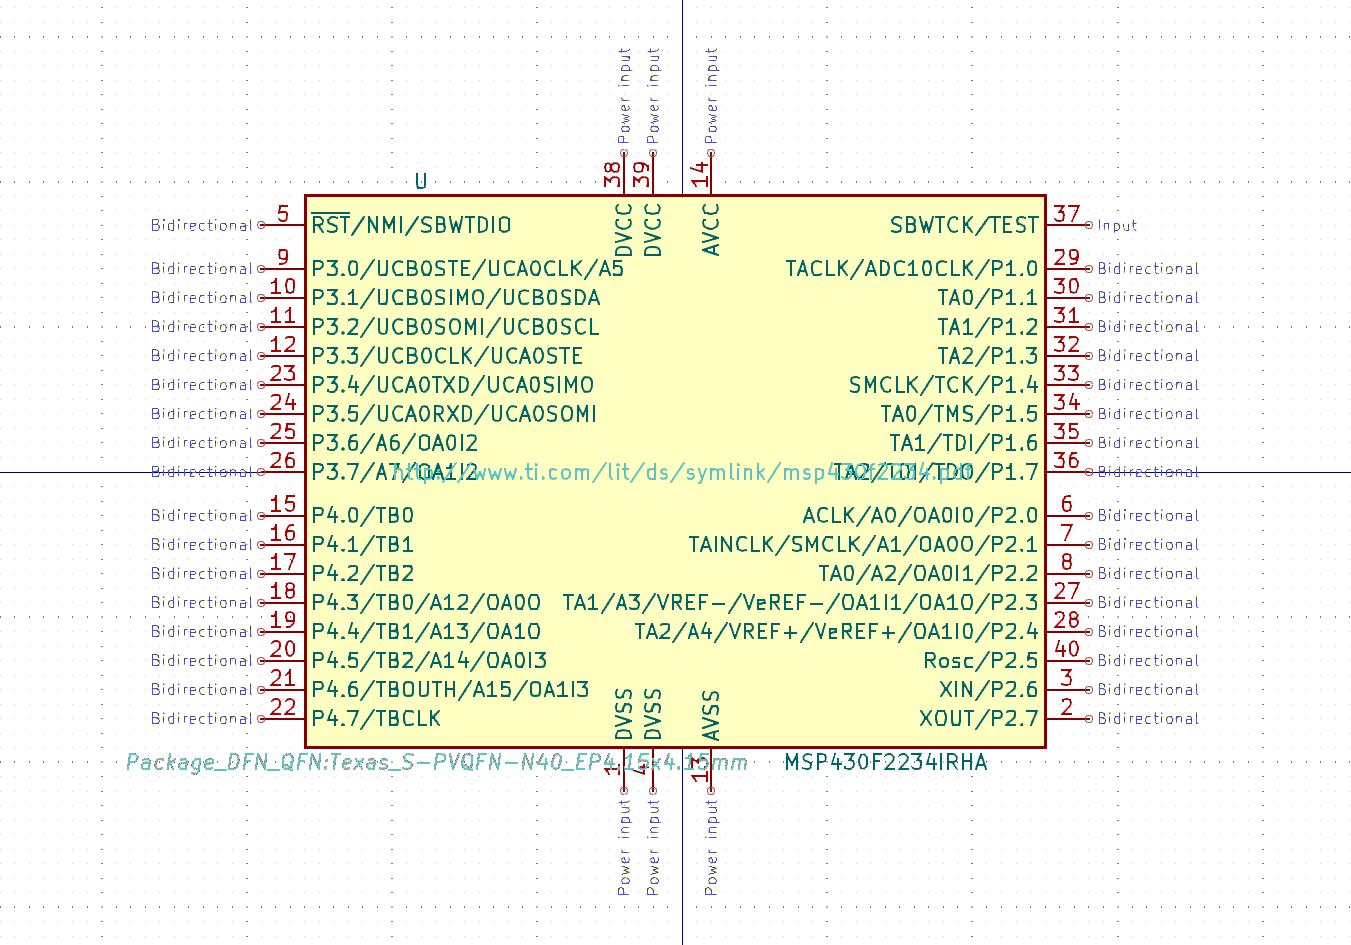 Power input Power input Power input
38 39 14
U
DVCC DVCC AVCC
Bidirectional 5 RST/NMI/SBWTDIO SBWTCK/TEST 37 Input
Bidirectional 9 P3.0/UCB0STE/UCA0CLK/A5 TACLK/ADC10CLK/P1.0 29 Bidirectional
Bidirectional 10 P3.1/UCB0SIMO/UCB0SDA TA0/P1.1 30 Bidirectional
Bidirectional 11 P3.2/UCB0SOMI/UCB0SCL TA1/P1.2 31 Bidirectional
Bidirectional 12 P3.3/UCB0CLK/UCA0STE TA2/P1.3 32 Bidirectional
Bidirectional 23 P3.4/UCA0TXD/UCA0SIMO SMCLK/TCK/P1.4 33 Bidirectional
Bidirectional 24 P3.5/UCA0RXD/UCA0SOMI TA0/TMS/P1.5 34 Bidirectional
Bidirectional 25 P3.6/A6/OA0I2 TA1/TDI/P1.6 35 Bidirectional
Bidirectional 26 P3.7/A7/OA1I2 http://www.ti.com/lit/ds/symlink/msp430f2234.pdf TA2/TDI/TDO/P1.7 36 Bidirectional
Bidirectional 15 P4.0/TB0 ACLK/A0/OA0I0/P2.0 6 Bidirectional
Bidirectional 16 P4.1/TB1 TAINCLK/SMCLK/A1/OA0O/P2.1 7 Bidirectional
Bidirectional 17 P4.2/TB2 TA0/A2/OA0I1/P2.2 8 Bidirectional
Bidirectional 18 P4.3/TB0/A12/OA0O TA1/A3/VREF-/VeREF-/OA1I1/OA1O/P2.3 27 Bidirectional
Bidirectional 19 P4.4/TB1/A13/OA1O TA2/A4/VREF+/VeREF+/OA1I0/P2.4 28 Bidirectional
Bidirectional 20 P4.5/TB2/A14/OA0I3 Rosc/P2.5 40 Bidirectional
Bidirectional 21 P4.6/TBOUTH/A15/OA1I3 XIN/P2.6 3 Bidirectional
Bidirectional 22 P4.7/TBCLK XOUT/P2.7 2 Bidirectional
DVSS DVSS AVSS
Package_DFN_QFN:Texas_S-PVQFN-N40_EP4.15x4.15mm MSP430F2234IRHA
1 4 13
Power input Power input Power input